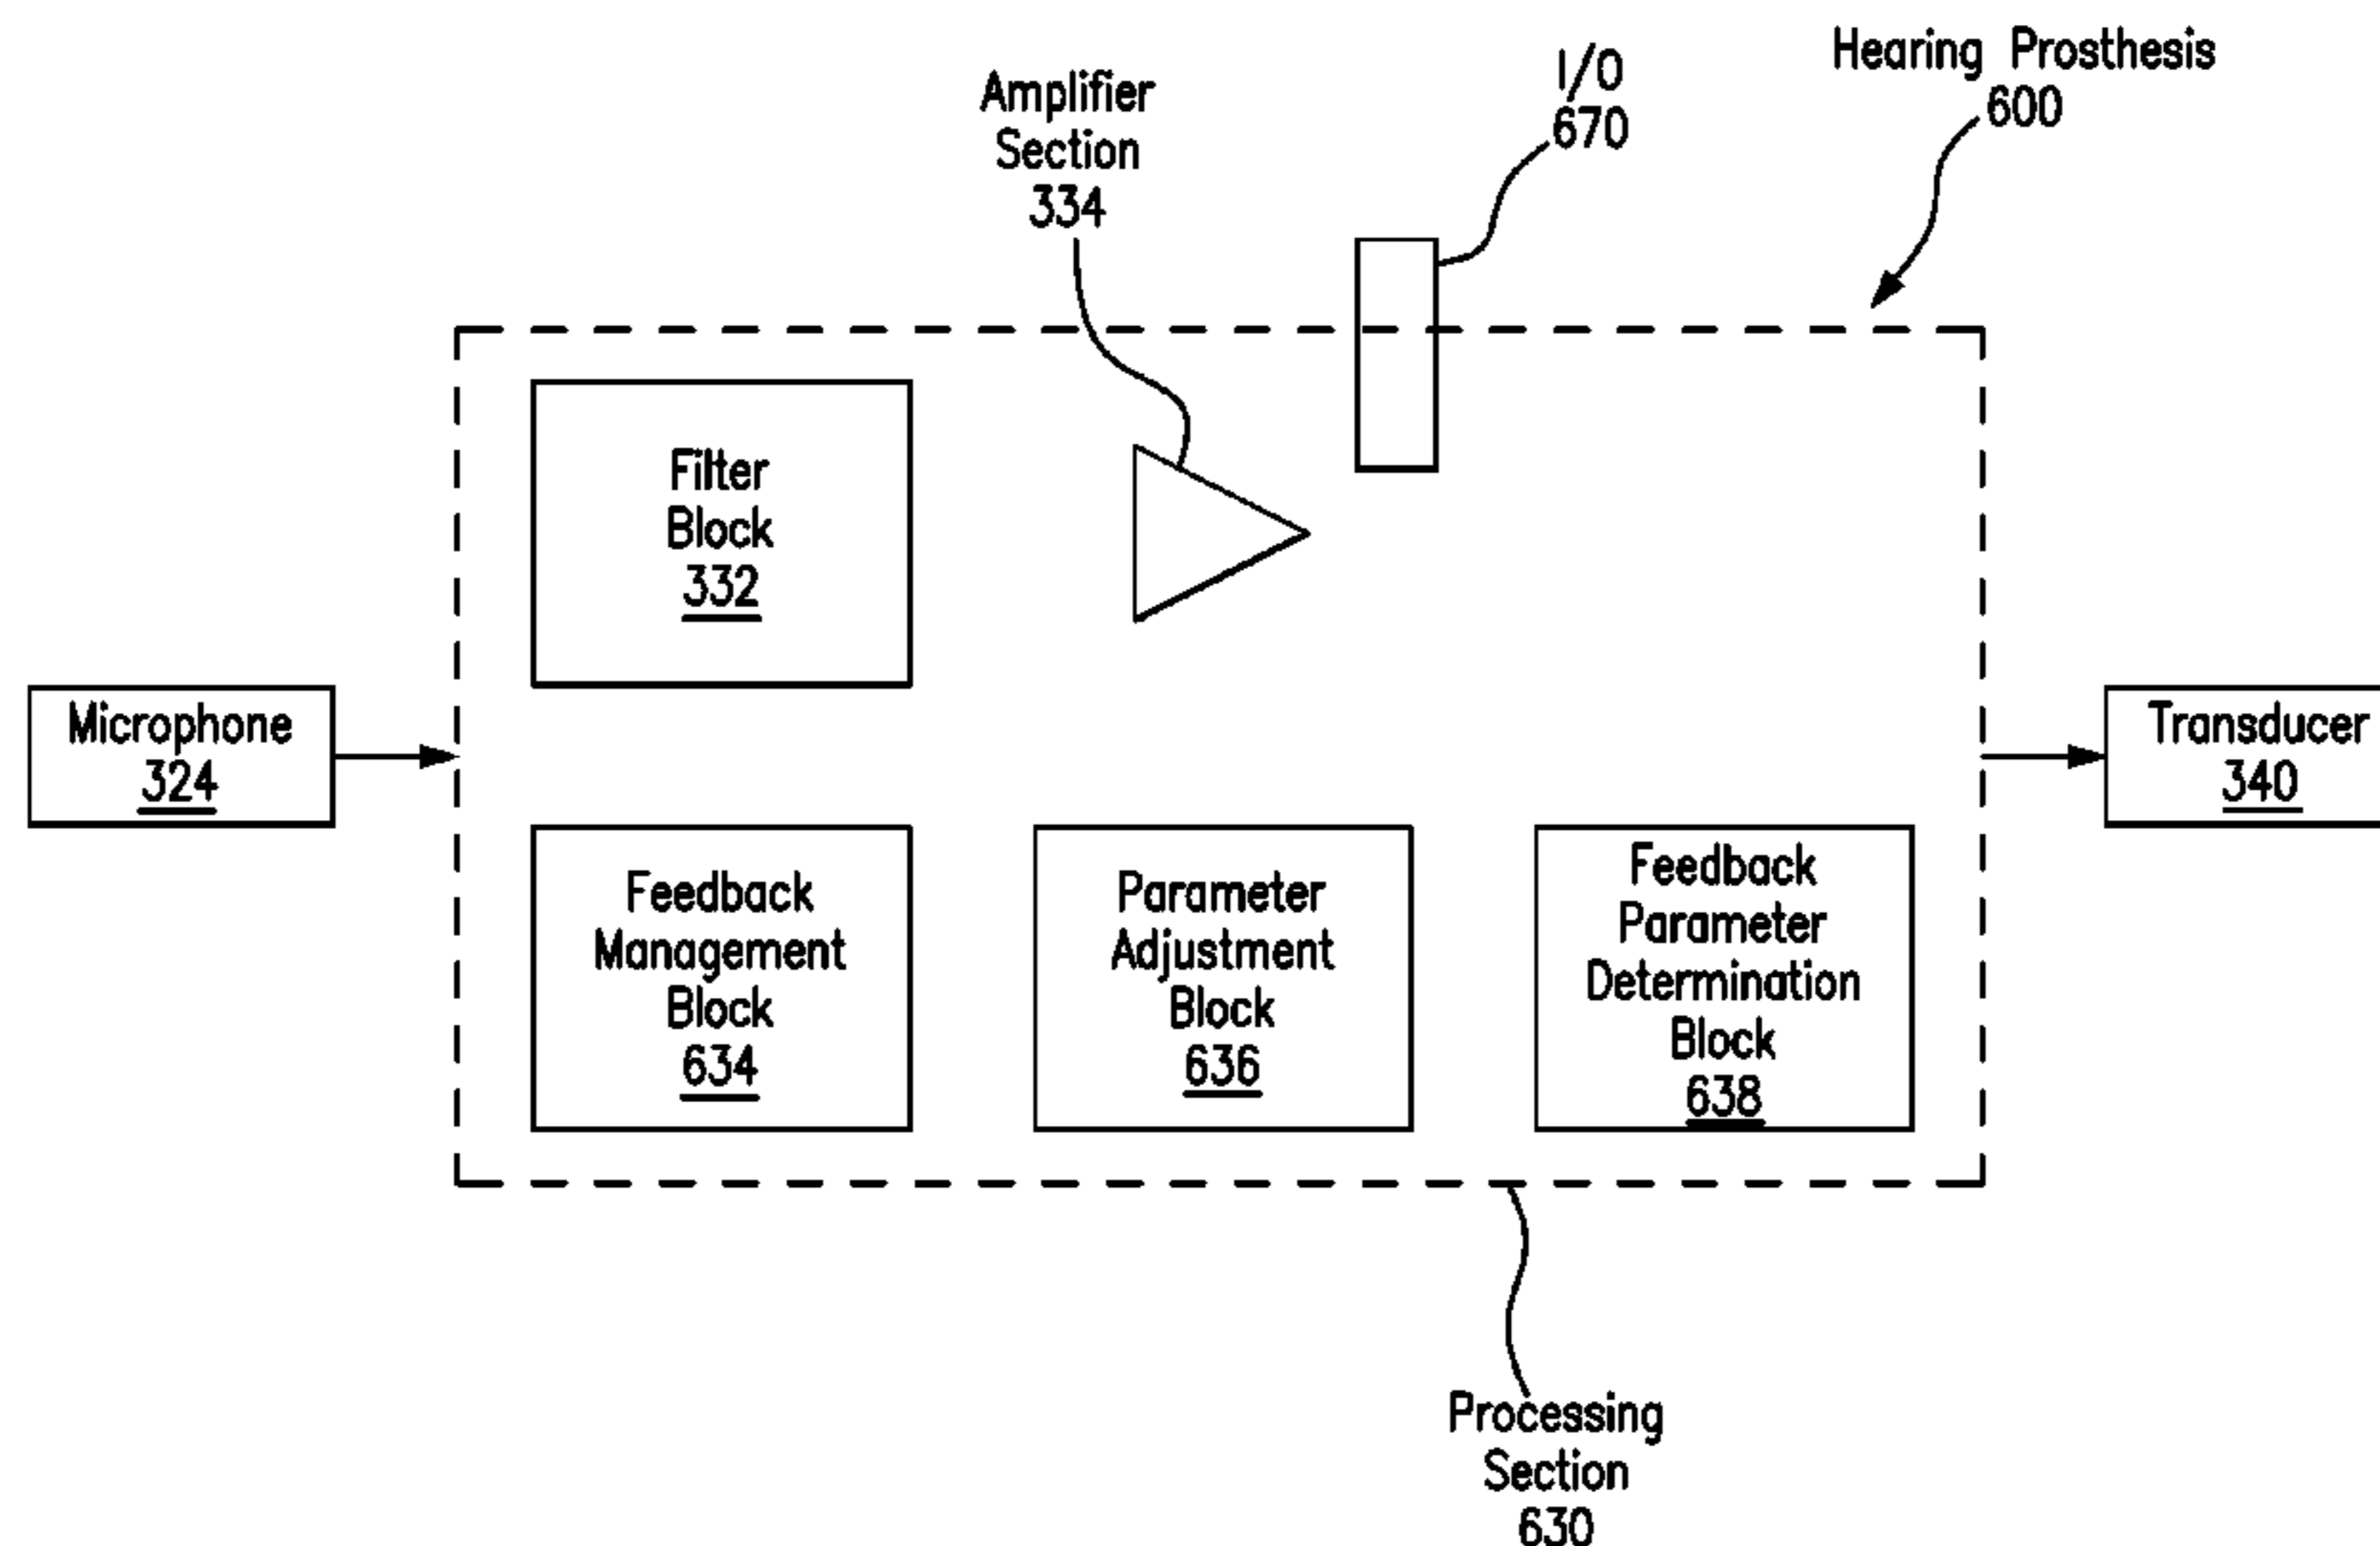 Hearing Prosthesis
600
I/O
670
Amplifier
Section
334
Filter
Block
332
Microphone
324
Transducer
340
Feedback
Management
Block
634
Parameter
Adjustment
Block
636
Feedback
Parameter
Determination
Block
638
Processing
Section
630